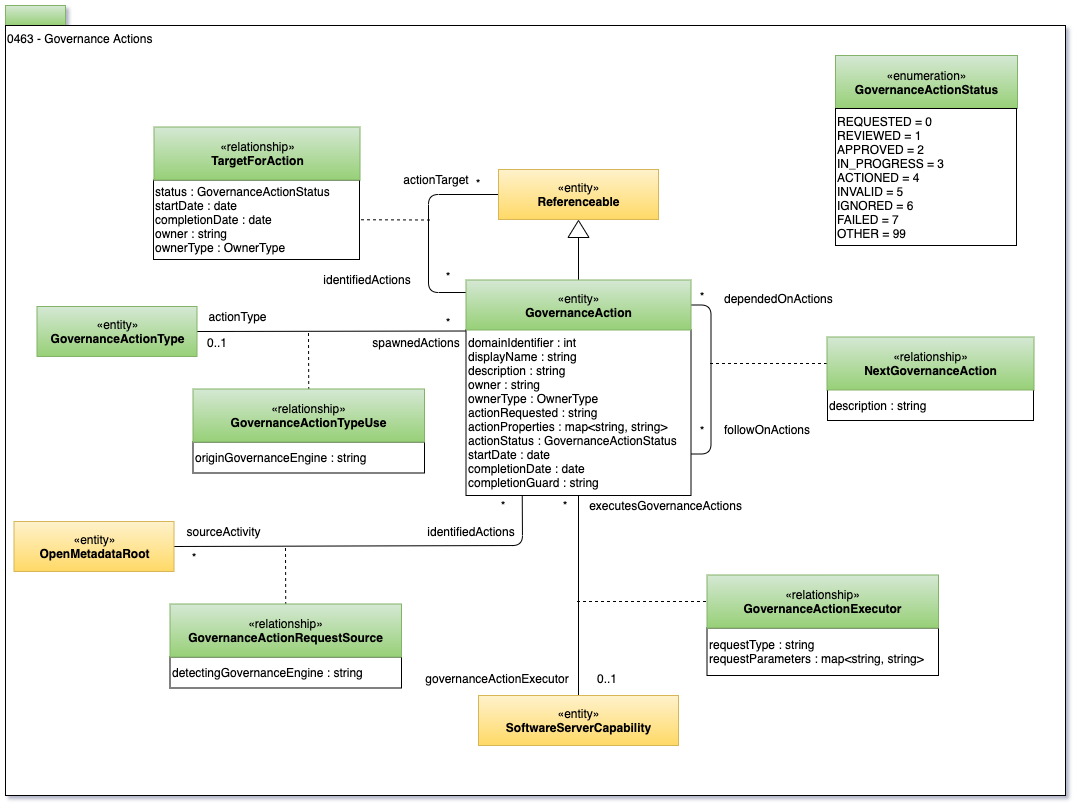 0463 - Governance Actions
«enumeration»
GovernanceActionStatus
REQUESTED = 0
REVIEWED = 1
APPROVED = 2
IN_PROGRESS = 3
ACTIONED = 4
INVALID = 5
IGNORED = 6
FAILED = 7
OTHER = 99
«relationship»
TargetForAction
status : GovernanceActionStatus
startDate : date
completionDate : date
owner : string
ownerType : OwnerType
actionTarget *
«entity»
Referenceable
identifiedActions
*
«entity»
GovernanceActionType
actionType
0..1
*
spawnedActions
«entity»
GovernanceAction
domainIdentifier : int
displayName : string
description : string
owner : string
ownerType : OwnerType
actionRequested : string
actionProperties : map<string, string>
actionStatus : GovernanceActionStatus
startDate : date
completionDate : date
completionGuard : string
* dependedOnActions
* followOnActions
«relationship»
NextGovernanceAction
description : string
«relationship»
GovernanceActionTypeUse
originGovernanceEngine : string
«entity»
OpenMetadataRoot
sourceActivity
*
*
identifiedActions
* executesGovernanceActions
«relationship»
GovernanceActionRequestSource
detectingGovernanceEngine : string
«relationship»
GovernanceActionExecutor
requestType : string
requestParameters : map<string, string>
governanceActionExecutor
0..1
«entity»
SoftwareServerCapability